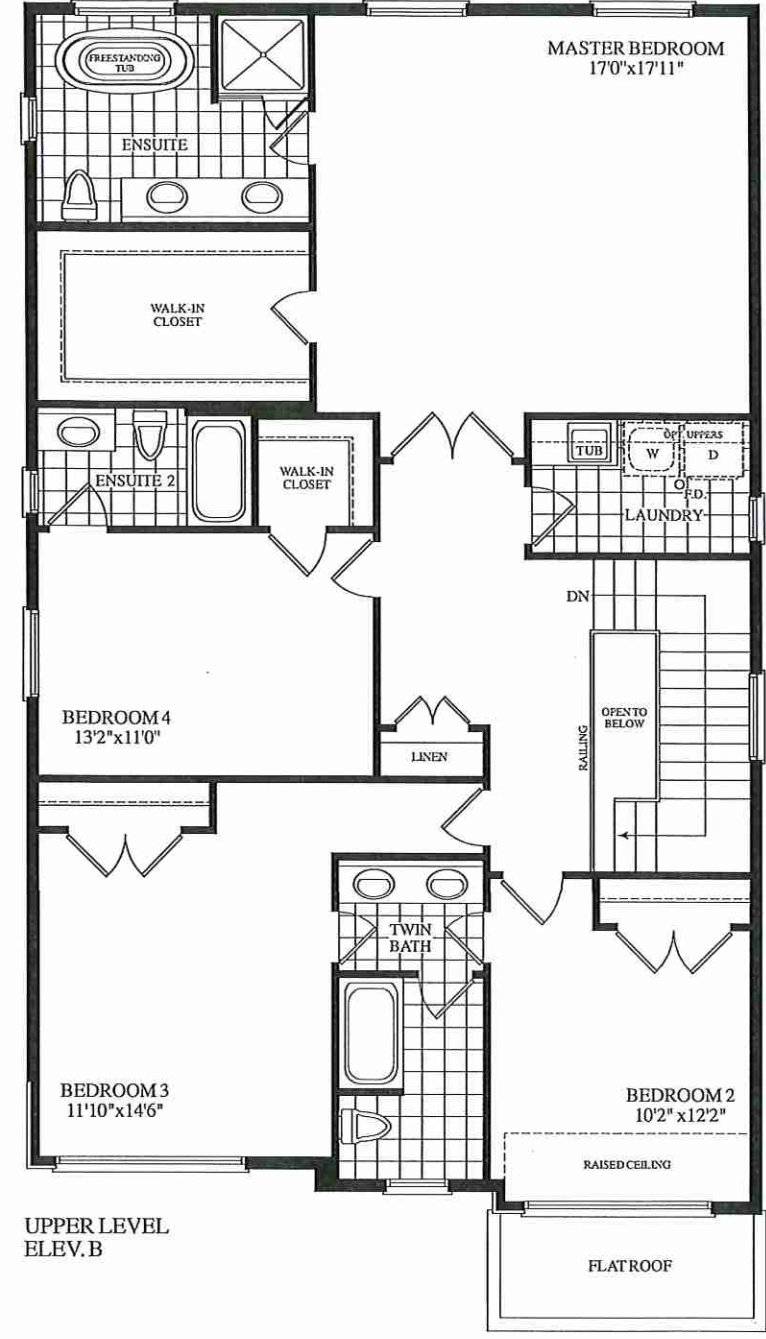 FREESTANDING
TUB
MASTER BEDROOM
17'0"x17'11"
ENSUITE
WALK-IN
CLOSET
ENSUITE 2
WALK-IN
CLOSET
TUB
OPT. UPPERS
W
D
F.D.
LAUNDRY
DN
OPEN TO
BELOW
RAILING
BEDROOM 4
13'2"x11'0"
LINEN
TWIN
BATH
BEDROOM 3
11'10"x14'6"
BEDROOM 2
10'2" x12'2"
RAISED CEILING
UPPER LEVEL
ELEV. B
FLAT ROOF